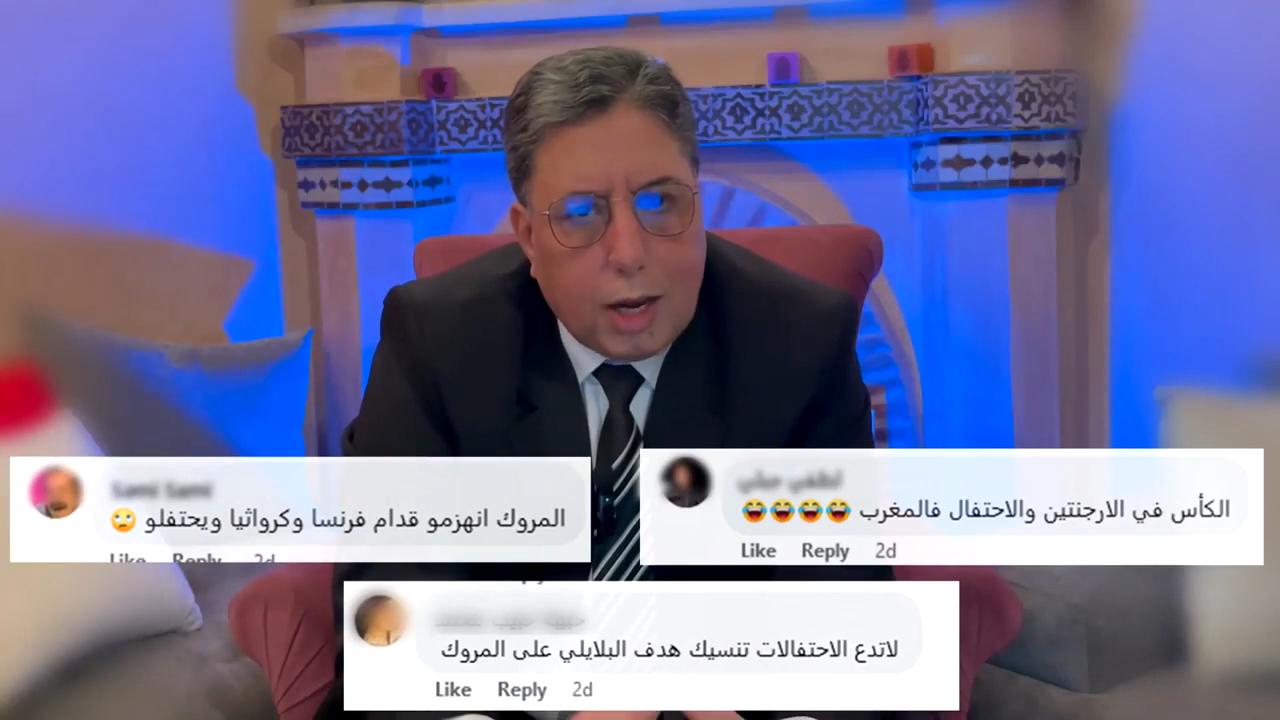 المروك انهزمو قدام فرنسا وكرواثيا ويحتفلو 🙄
Like Reply 2d
الكأس في الارجنتين والاحتفال فالمغرب 😂😂😂😂
Like Reply 2d
لاتدع الاحتفالات تنسيك هدف البلايلي على المروك
Like Reply 2d